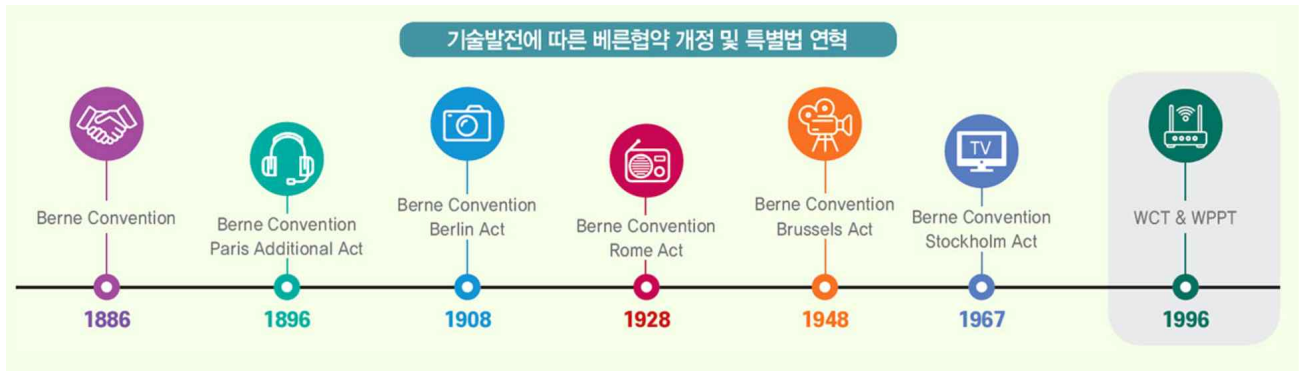 기술발전에 따른 베른협약 개정 및 특별법 연혁
Berne Convention
1886
Berne Convention
Paris Additional Act
1896
Berne Convention
Berlin Act
1908
Berne Convention
Rome Act
1928
Berne Convention
Brussels Act
1948
TV
Berne Convention
Stockholm Act
1967
WCT & WPPT
1996